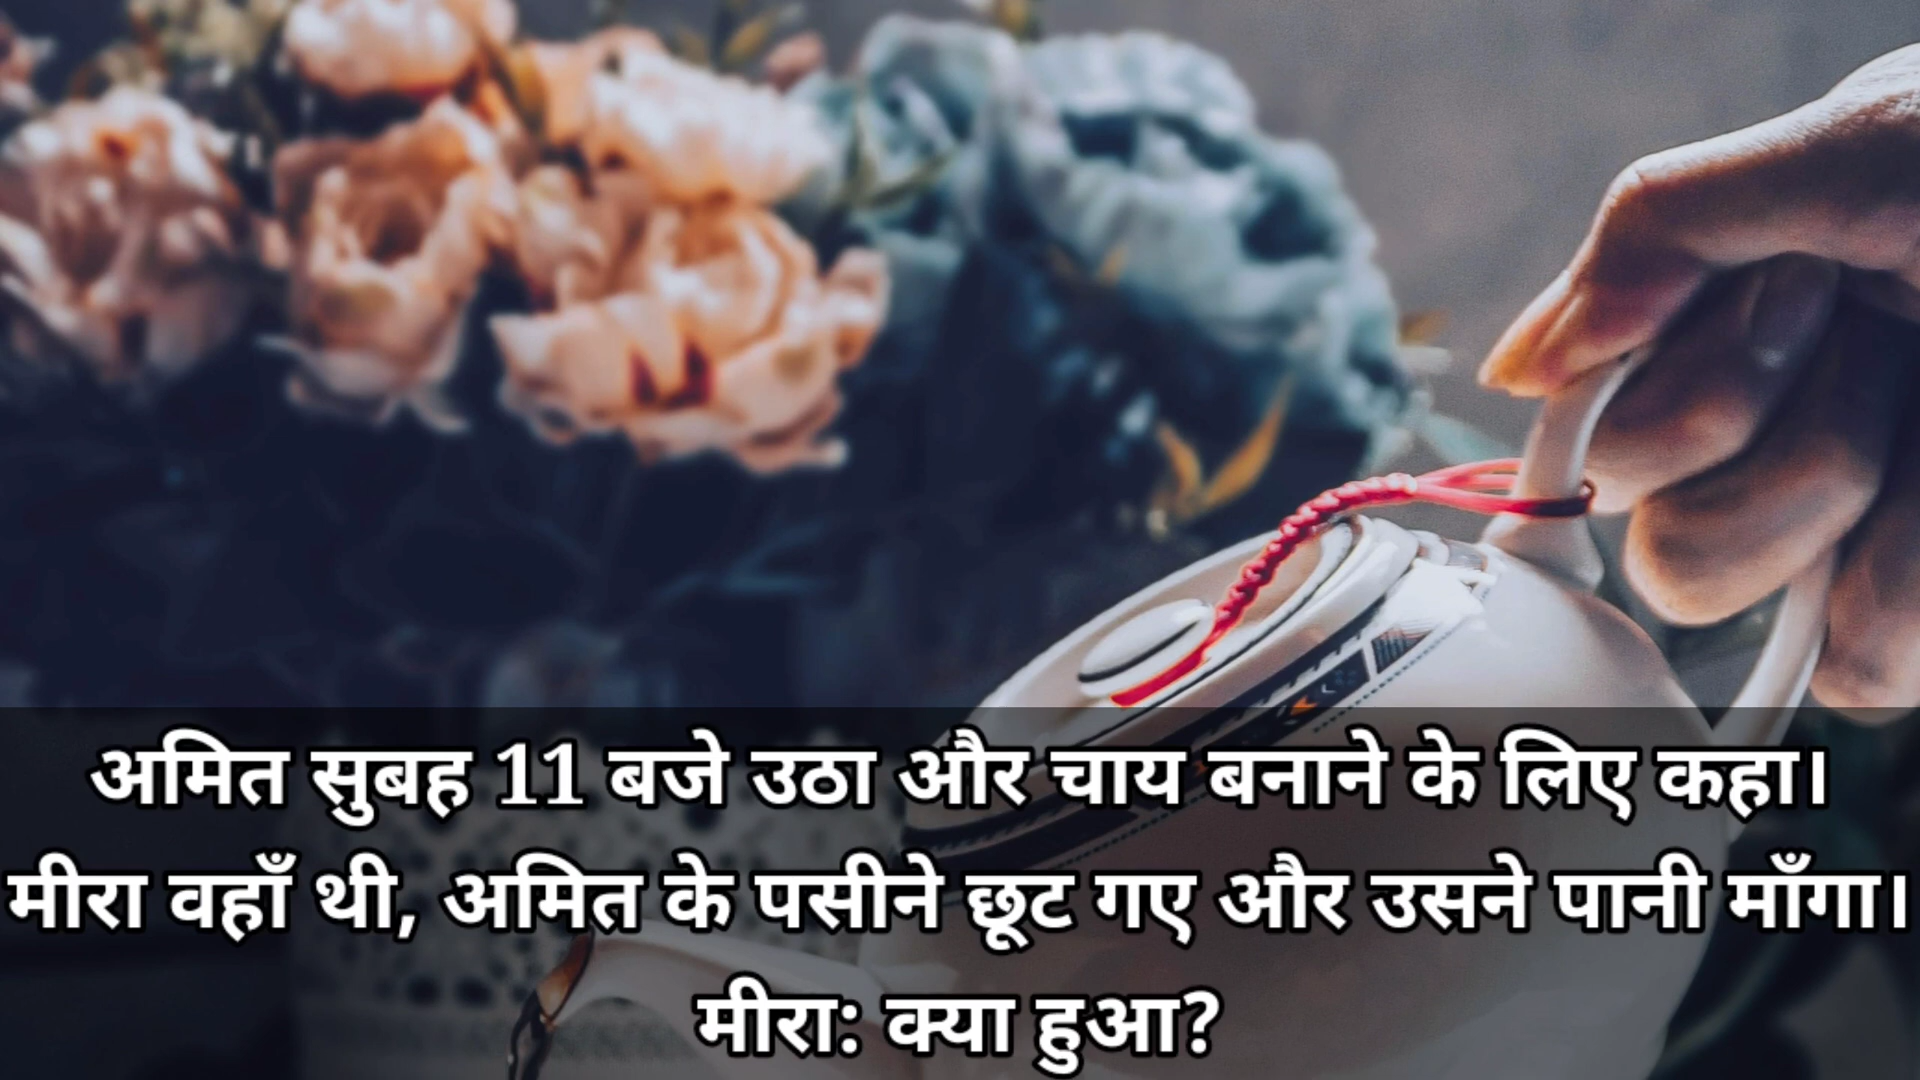 अमित सुबह 11 बजे उठा और चाय बनाने के लिए कहा।
मीरा वहाँ थी, अमित के पसीने छूट गए और उसने पानी माँगा।
मीरा: क्या हुआ?